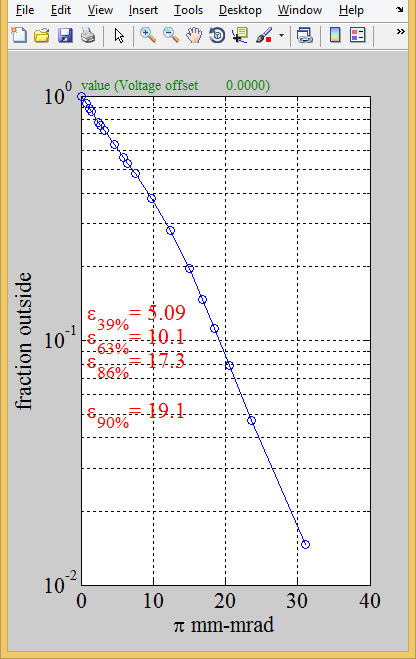 File Edit View Insert Tools Desktop Window Help
value (Voltage offset 0.0000)
10^0
10^-1
10^-2
fraction outside
ε39%= 5.09
ε63%= 10.1
ε86%= 17.3
ε90%= 19.1
0 10 20 30 40
π mm-mrad